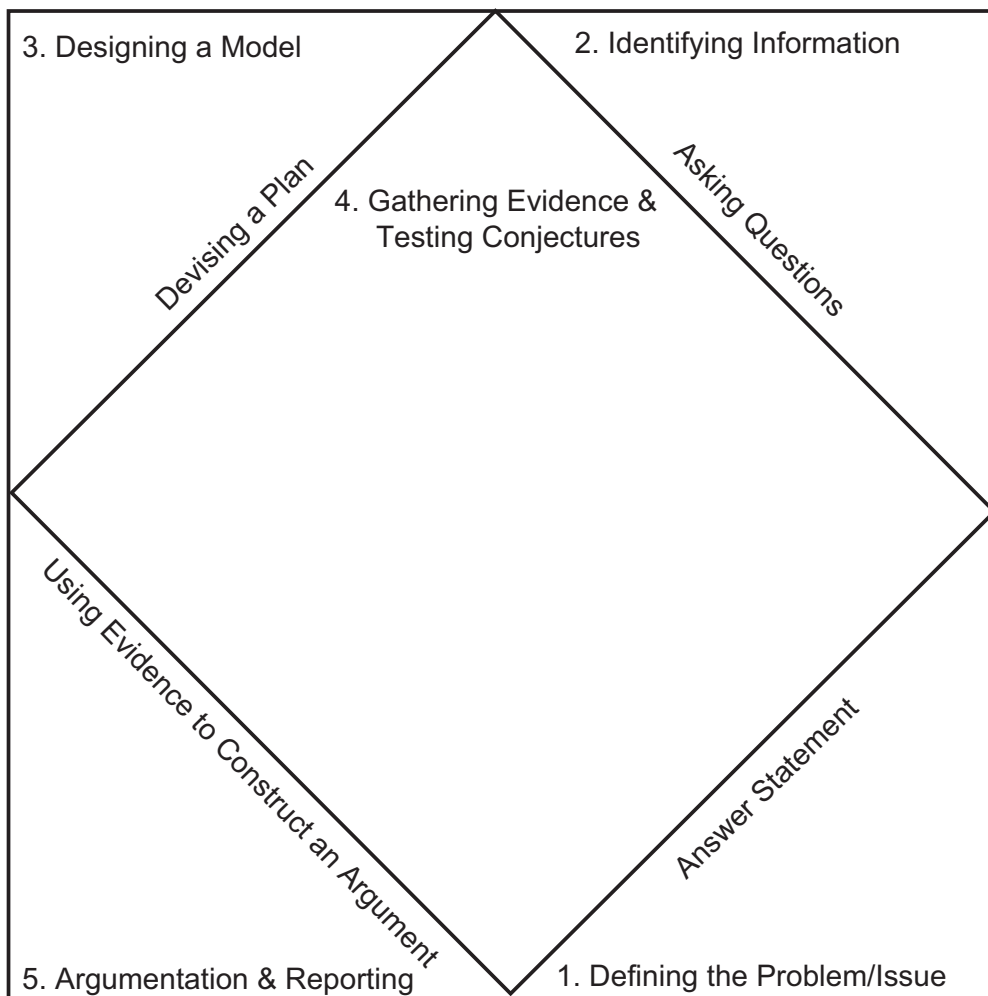 3. Designing a Model
2. Identifying Information
Devising a Plan
Asking Questions
4. Gathering Evidence &
Testing Conjectures
Using Evidence to Construct an Argument
Answer Statement
5. Argumentation & Reporting
1. Defining the Problem/Issue